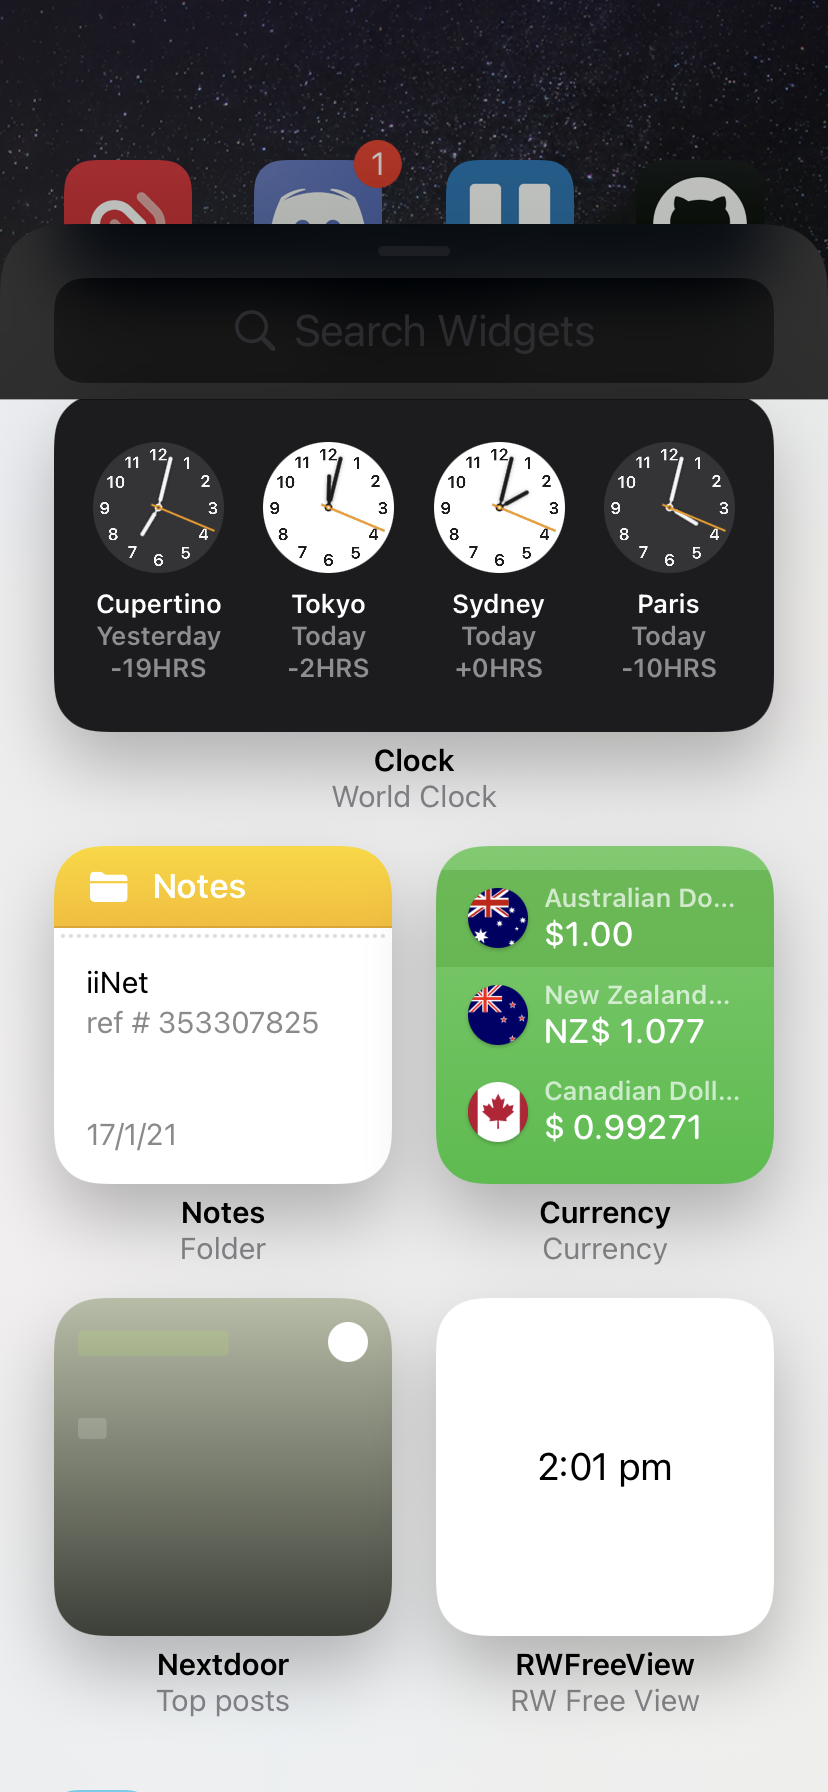 1
Search Widgets
12 1 2 3 4 5 6 7 8 9 10 11
12 1 2 3 4 5 6 7 8 9 10 11
12 1 2 3 4 5 6 7 8 9 10 11
12 1 2 3 4 5 6 7 8 9 10 11
Cupertino
Yesterday
-19HRS
Tokyo
Today
-2HRS
Sydney
Today
+0HRS
Paris
Today
-10HRS
Clock
World Clock
Notes
iiNet
ref # 353307825
17/1/21
Notes
Folder
Australian Do...
$1.00
New Zealand...
NZ$ 1.077
Canadian Doll...
$ 0.99271
Currency
Currency
Nextdoor
Top posts
2:01 pm
RWFreeView
RW Free View